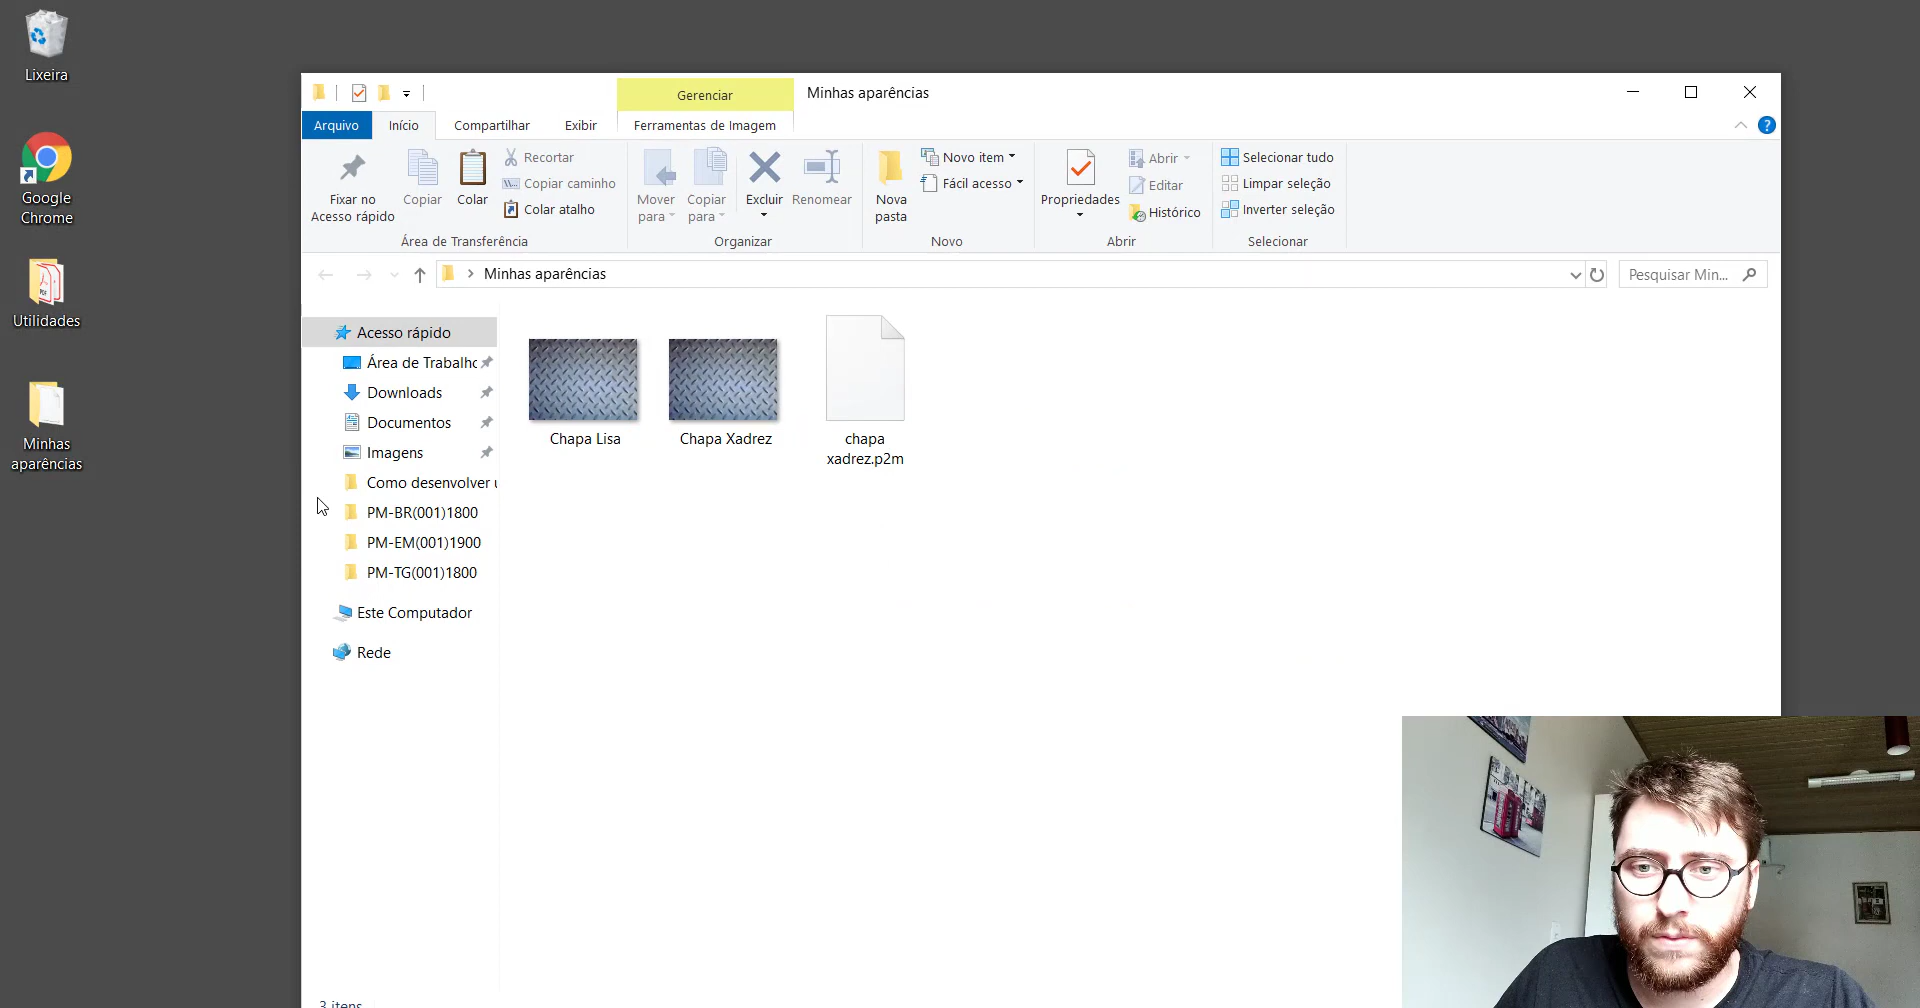 Lixeira
Google
Chrome
Utilidades
Minhas
aparências
Gerenciar
Minhas aparências
Arquivo
Início
Compartilhar
Exibir
Ferramentas de Imagem
Fixar no
Acesso rápido
Copiar
Colar
Recortar
Copiar caminho
Colar atalho
Área de Transferência
Mover
para
Copiar
para
Excluir
Renomear
Organizar
Nova
pasta
Novo item
Fácil acesso
Novo
Propriedades
Abrir
Editar
Histórico
Abrir
Selecionar tudo
Limpar seleção
Inverter seleção
Selecionar
Minhas aparências
Pesquisar Min...
Acesso rápido
Área de Trabalho
Downloads
Documentos
Imagens
Como desenvolver
PM-BR(001)1800
PM-EM(001)1900
PM-TG(001)1800
Este Computador
Rede
Chapa Lisa
Chapa Xadrez
chapa
xadrez.p2m
3 itens